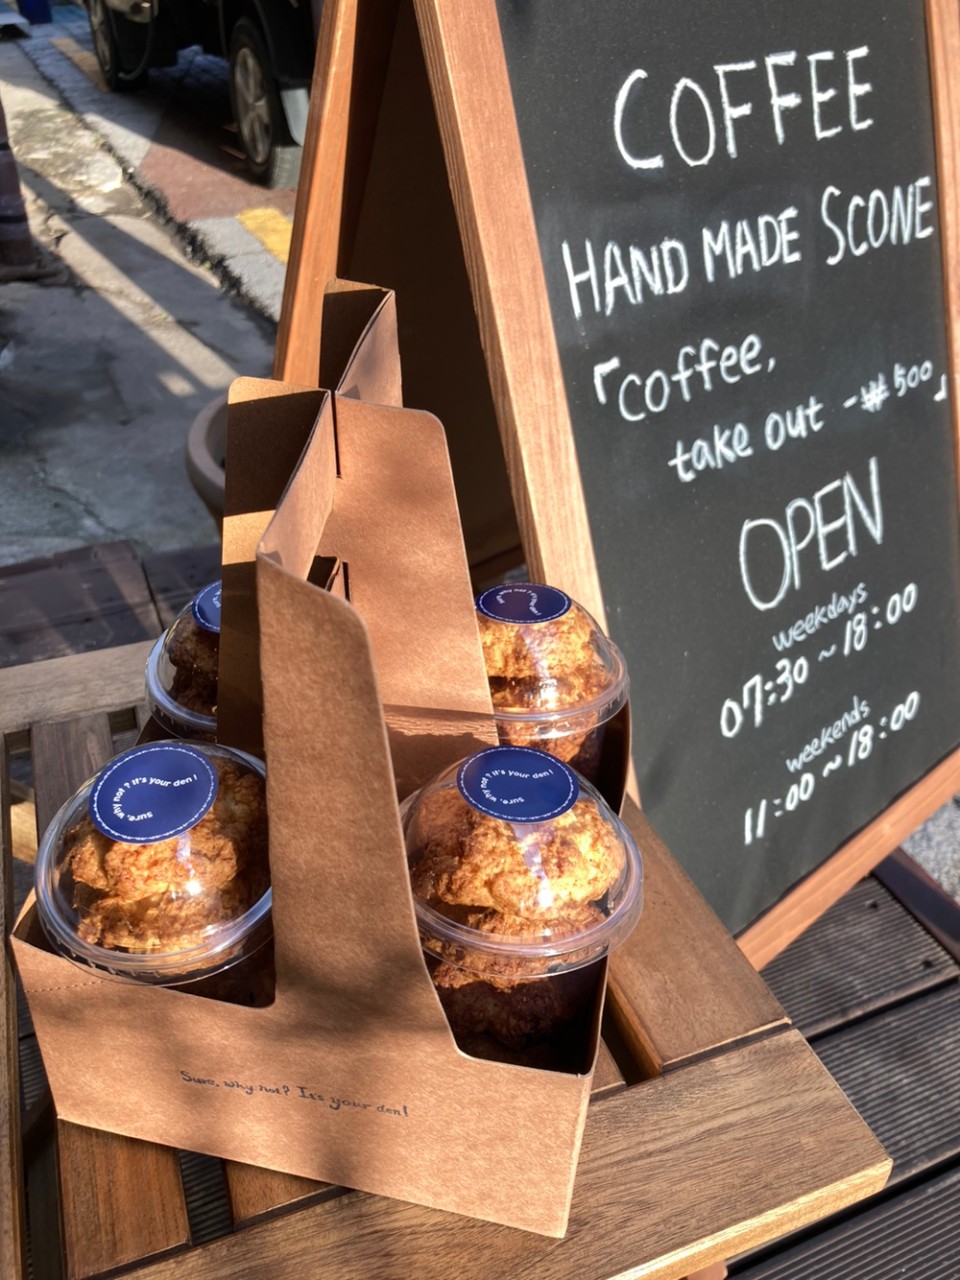 COFFEE
HAND MADE SCONE
「coffee,
take out -₩500」
OPEN
weekdays
07:30 ~ 18:00
weekends
11:00 ~ 18:00
sure, why not? It's your den!
sure, why not? It's your den!
Sure, why not? It's your den!